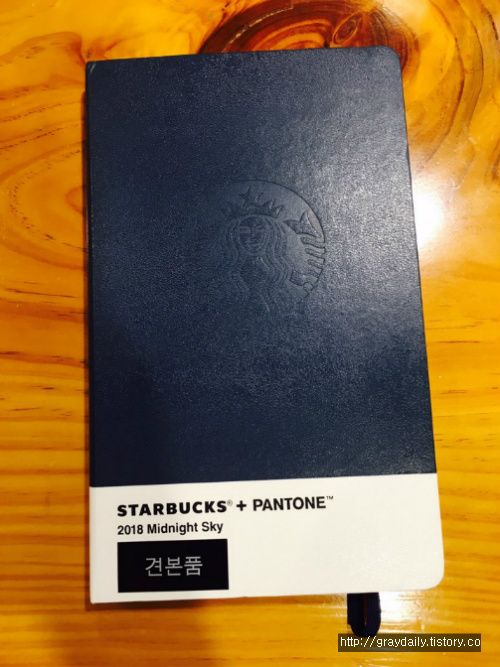 STARBUCKS® + PANTONE™
2018 Midnight Sky
견본품
http://graydaily.tistory.co